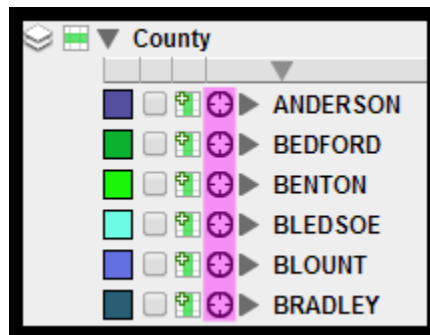 County
ANDERSON
BEDFORD
BENTON
BLEDSOE
BLOUNT
BRADLEY